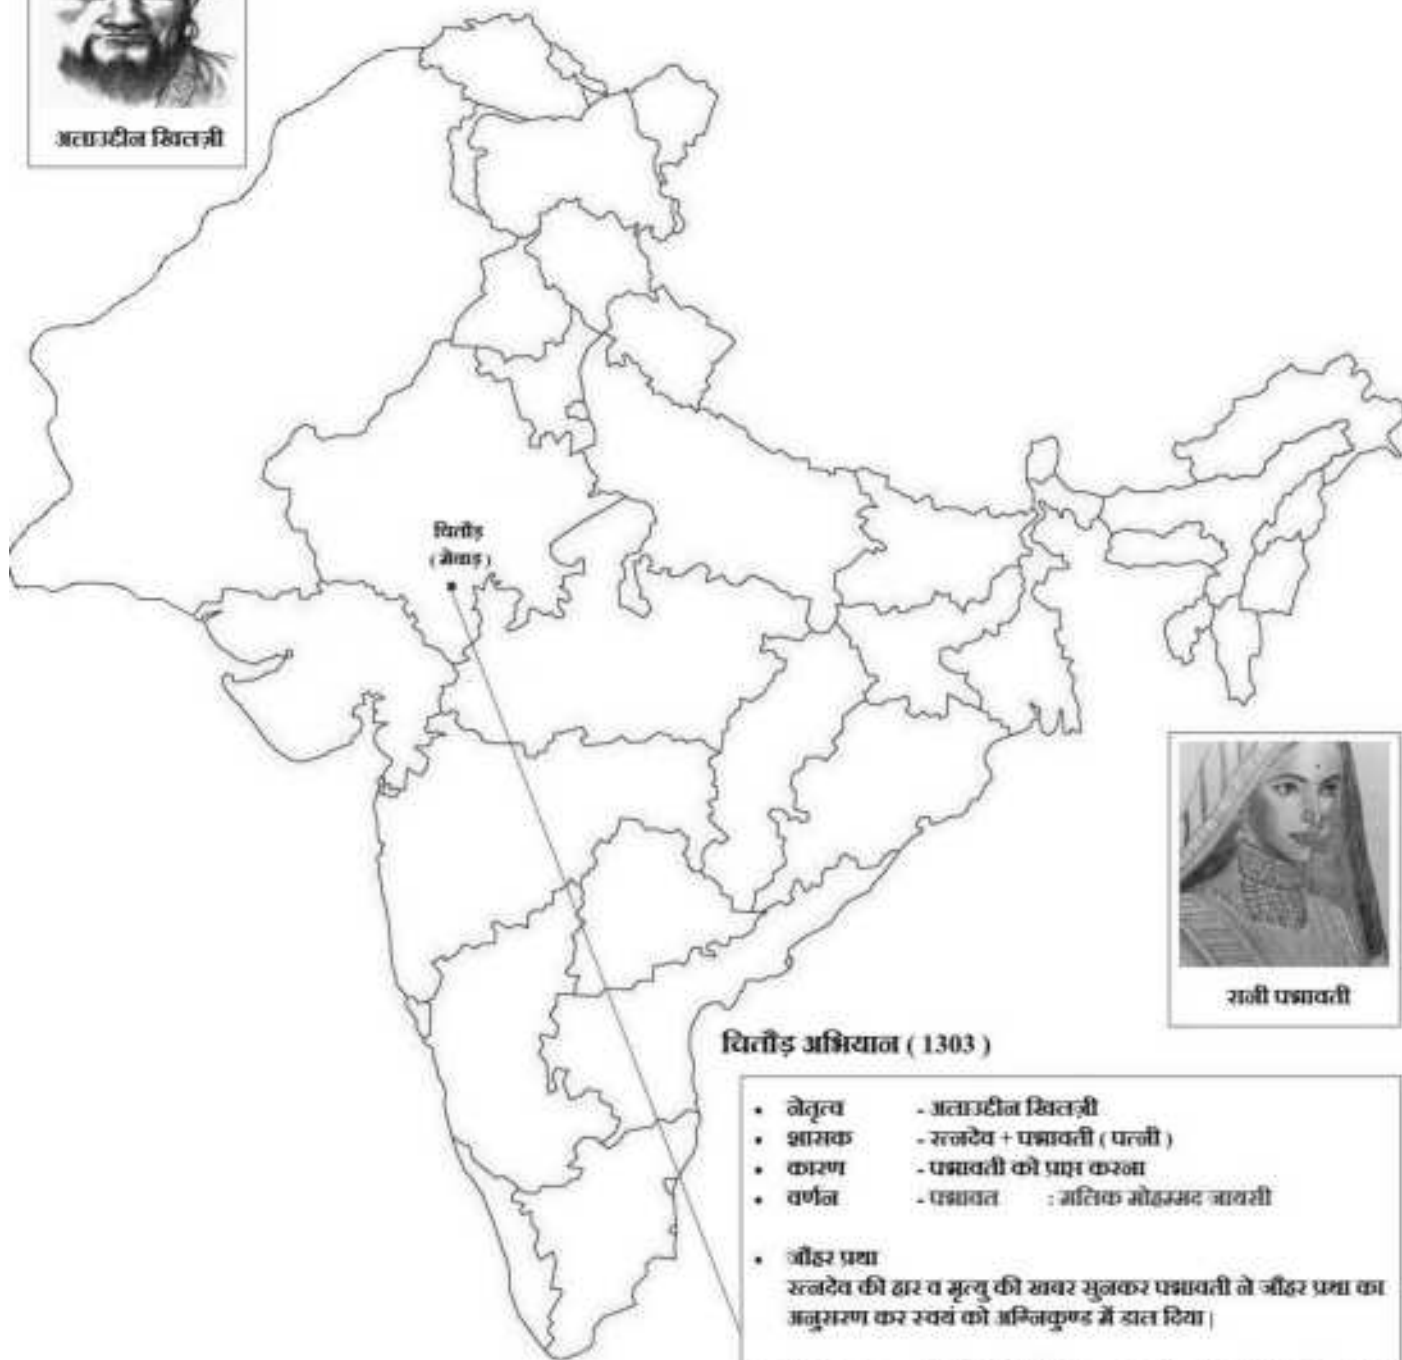 अलाउद्दीन खिलज़ी
चितौड़
( मेवाड़ )
रानी पद्मावती
चितौड़ अभियान ( 1303 )
• नेतृत्व - अलाउद्दीन खिलज़ी
• शासक - रत्नदेव + पद्मावती ( पत्नी )
• कारण - पद्मावती को प्राप्त करना
• वर्णन - पद्मावत : मलिक मोहम्मद जायसी
• जौहर प्रथा
रत्नदेव की हार व मृत्यु की खबर सुनकर पद्मावती ने जौहर प्रथा का
अनुसरण कर स्वयं को अग्निकुण्ड में डाल दिया |